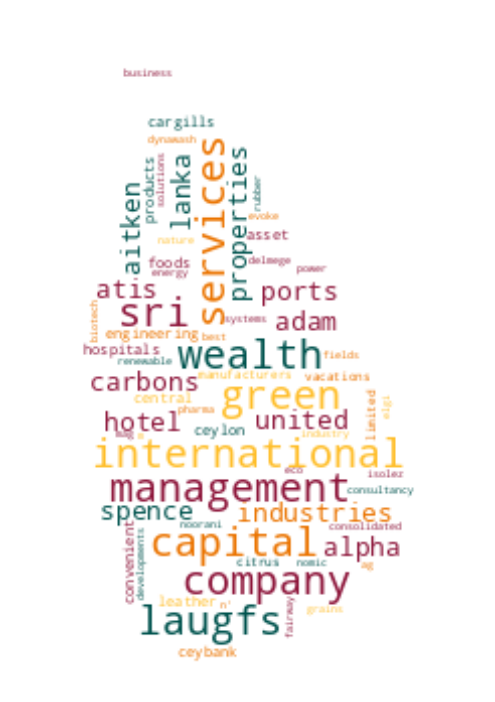 business
cargills
dynawash
services
lanka
solutions
products
aitken
properties
rubber
evoke
nature
asset
foods
energy
delmege
power
atis
ports
sri
biotech
systems
adam
engineering
best
hospitals
renewable
wealth
fields
carbons
manufacturers
vacations
central
green
limited
elgi
pharma
hotel
united
ceylon
industry
mag
a
international
eco
isolez
management
consultancy
spence
industries
noorani
consolidated
convenient
developments
capital
alpha
citrus
nomic
ag
company
leather
n'
fairway
grains
laugfs
ceybank